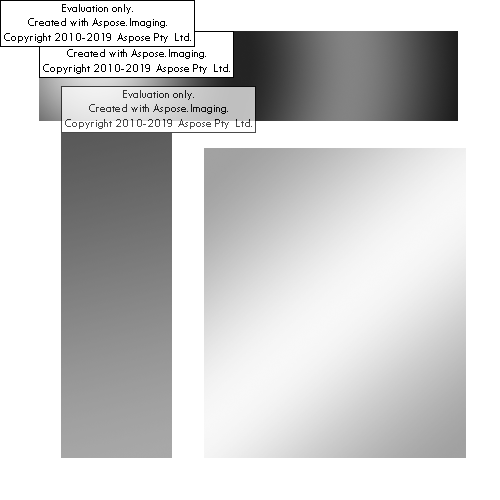 Evaluation only.
Created with Aspose.Imaging.
Copyright 2010-2019 Aspose Pty Ltd.
Created with Aspose.Imaging.
Copyright 2010-2019 Aspose Pty Ltd.
Evaluation only.
Created with Aspose.Imaging.
Copyright 2010-2019 Aspose Pty Ltd.